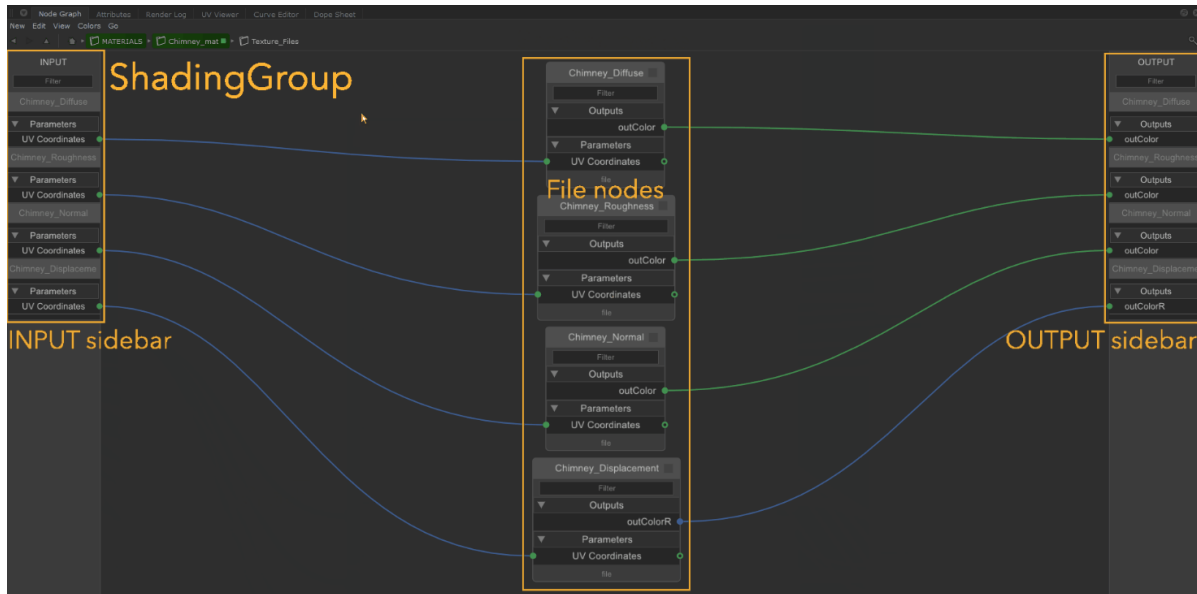 Node Graph Attributes Render Log UV Viewer Curve Editor Dope Sheet
New Edit View Colors Go
MATERIALS Chimney_mat Texture_Files
INPUT
Filter
Chimney_Diffuse
Parameters
UV Coordinates
Chimney_Roughness
Parameters
UV Coordinates
Chimney_Normal
Parameters
UV Coordinates
Chimney_Displaceme
Parameters
UV Coordinates
INPUT sidebar
ShadingGroup
Chimney_Diffuse
Filter
Outputs
outColor
Parameters
UV Coordinates
file
File nodes
Chimney_Roughness
Filter
Outputs
outColor
Parameters
UV Coordinates
file
Chimney_Normal
Filter
Outputs
outColor
Parameters
UV Coordinates
file
Chimney_Displacement
Filter
Outputs
outColorR
Parameters
UV Coordinates
file
OUTPUT
Filter
Chimney_Diffuse
Outputs
outColor
Chimney_Roughness
Outputs
outColor
Chimney_Normal
Outputs
outColor
Chimney_Displaceme
Outputs
outColorR
OUTPUT sidebar